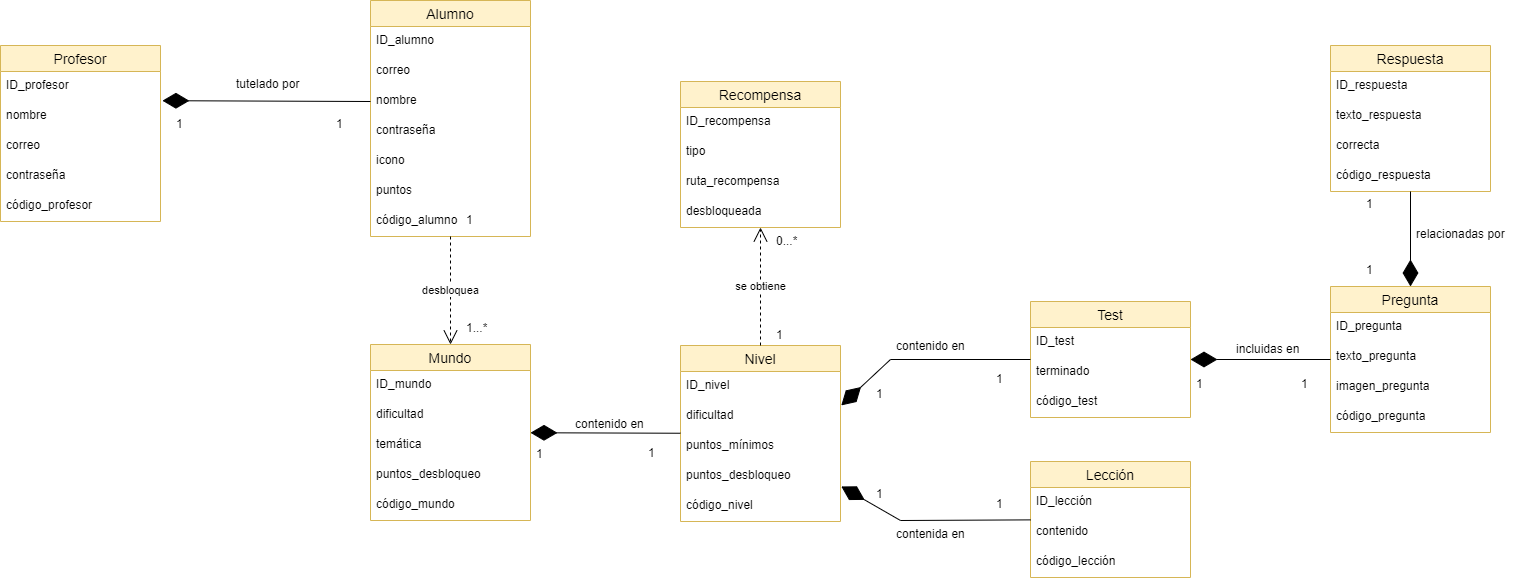 Profesor
ID_profesor
nombre
correo
contraseña
código_profesor
tutelado por
1
1
Alumno
ID_alumno
correo
nombre
contraseña
icono
puntos
código_alumno 1
desbloquea
1...*
Mundo
ID_mundo
dificultad
temática
puntos_desbloqueo
código_mundo
contenido en
1
1
Recompensa
ID_recompensa
tipo
ruta_recompensa
desbloqueada
0...*
se obtiene
1
Nivel
ID_nivel
dificultad
puntos_mínimos
puntos_desbloqueo
código_nivel
contenido en
1
1
1
1
contenida en
Test
ID_test
terminado
código_test
incluidas en
1
1
Lección
ID_lección
contenido
código_lección
Respuesta
ID_respuesta
texto_respuesta
correcta
código_respuesta
1
relacionadas por
1
Pregunta
ID_pregunta
texto_pregunta
imagen_pregunta
código_pregunta